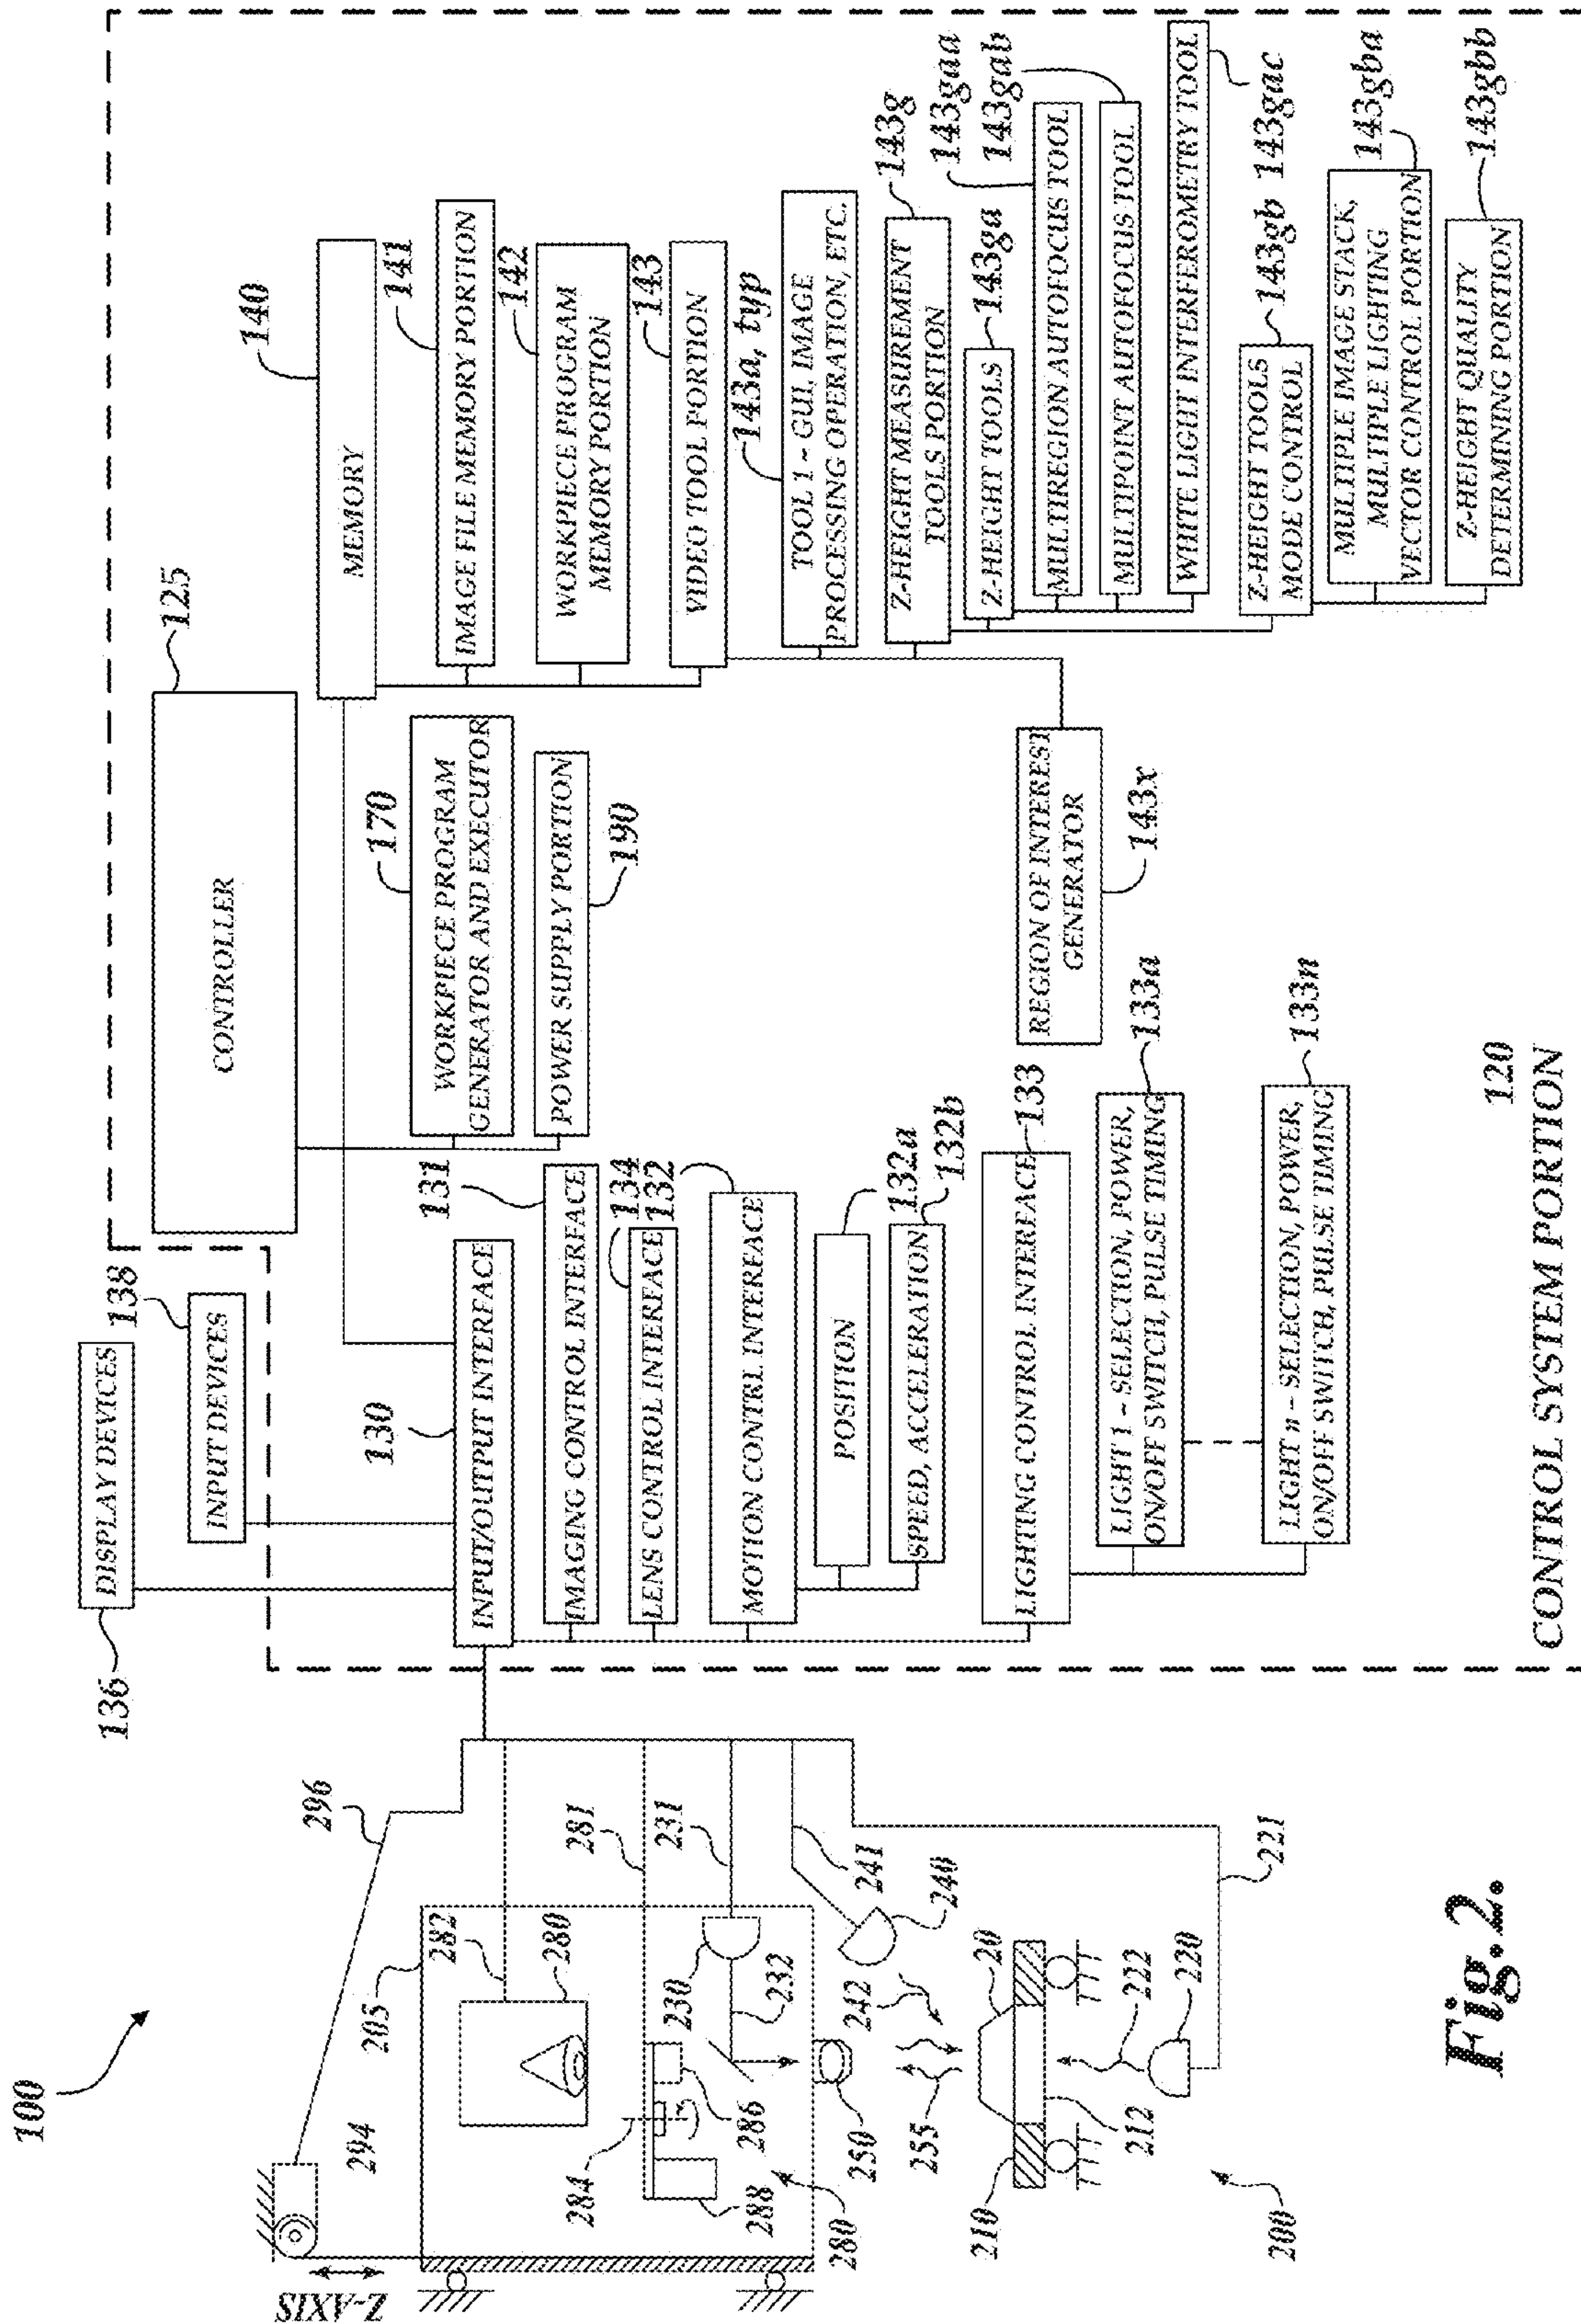 100
136
DISPLAY DEVICES
138
INPUT DEVICES
125
CONTROLLER
130
INPUT/OUTPUT INTERFACE
131
IMAGING CONTROL INTERFACE
134
LENS CONTROL INTERFACE
132
MOTION CONTRL INTERFACE
132a
POSITION
132b
SPEED, ACCELERATION
133
LIGHTING CONTROL INTERFACE
133a
LIGHT 1 – SELECTION, POWER,
ON/OFF SWITCH, PULSE TIMING
133n
LIGHT n – SELECTION, POWER,
ON/OFF SWITCH, PULSE TIMING
170
WORKPIECE PROGRAM
GENERATOR AND EXECUTOR
POWER SUPPLY PORTION
190
140
MEMORY
141
IMAGE FILE MEMORY PORTION
142
WORKPIECE PROGRAM
MEMORY PORTION
143
VIDEO TOOL PORTION
143a, typ
TOOL 1 – GUI, IMAGE
PROCESSING OPERATION, ETC.
143g
Z-HEIGHT MEASUREMENT
TOOLS PORTION
143ga
Z-HEIGHT TOOLS
143gaa
MULTIREGION AUTOFOCUS TOOL
143gab
MULTIPOINT AUTOFOCUS TOOL
WHITE LIGHT INTERFEROMETRY TOOL
143gac
143gb
Z-HEIGHT TOOLS
MODE CONTROL
143gba
MULTIPLE IMAGE STACK,
MULTIPLE LIGHTING
VECTOR CONTROL PORTION
143gbb
Z-HEIGHT QUALITY
DETERMINING PORTION
REGION OF INTEREST
GENERATOR
143x
120
CONTROL SYSTEM PORTION
Z-AXIS
294
296
205
282
280
281
284
286
288
230
231
232
280
250
240
241
242
255
20
210
212
222
220
221
200
Fig.2.